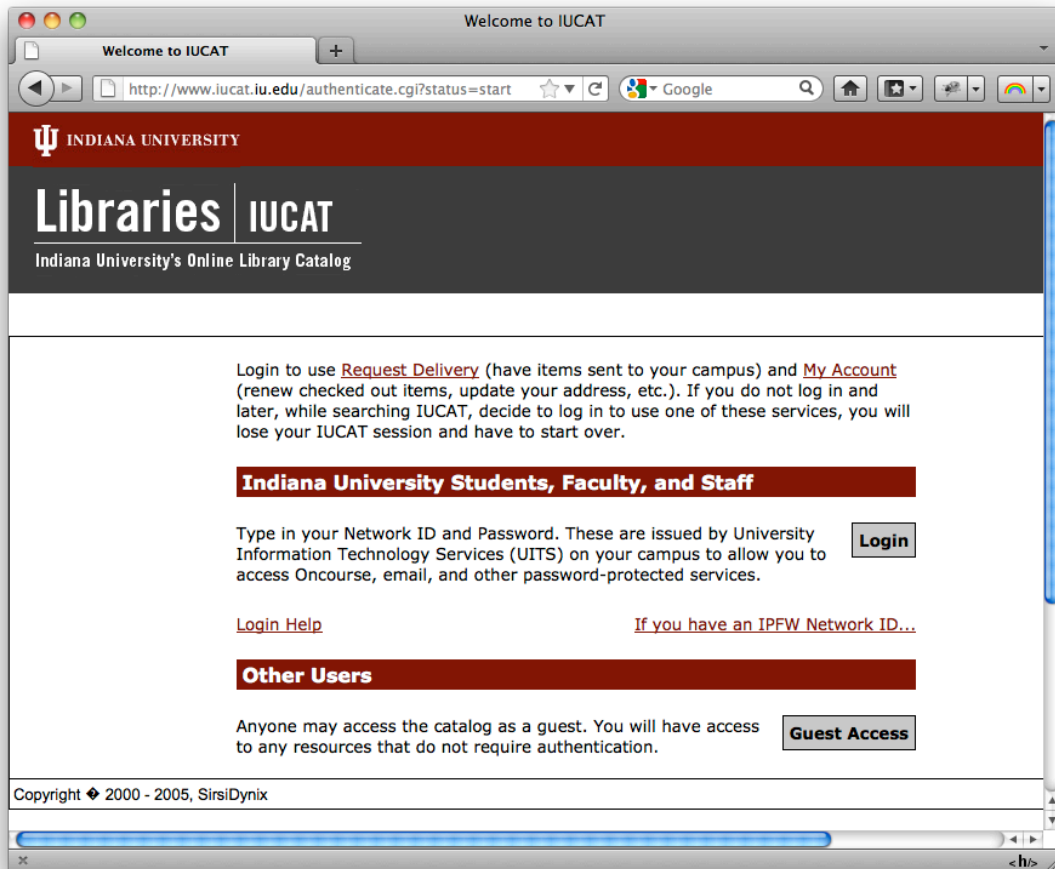 Welcome to IUCAT
Welcome to IUCAT +
http://www.iucat.iu.edu/authenticate.cgi?status=start Google
INDIANA UNIVERSITY
Libraries | IUCAT
Indiana University's Online Library Catalog
Login to use Request Delivery (have items sent to your campus) and My Account
(renew checked out items, update your address, etc.). If you do not log in and
later, while searching IUCAT, decide to log in to use one of these services, you will
lose your IUCAT session and have to start over.
Indiana University Students, Faculty, and Staff
Type in your Network ID and Password. These are issued by University
Information Technology Services (UITS) on your campus to allow you to
access Oncourse, email, and other password-protected services.
Login
Login Help If you have an IPFW Network ID...
Other Users
Anyone may access the catalog as a guest. You will have access
to any resources that do not require authentication.
Guest Access
Copyright � 2000 - 2005, SirsiDynix
<h/>